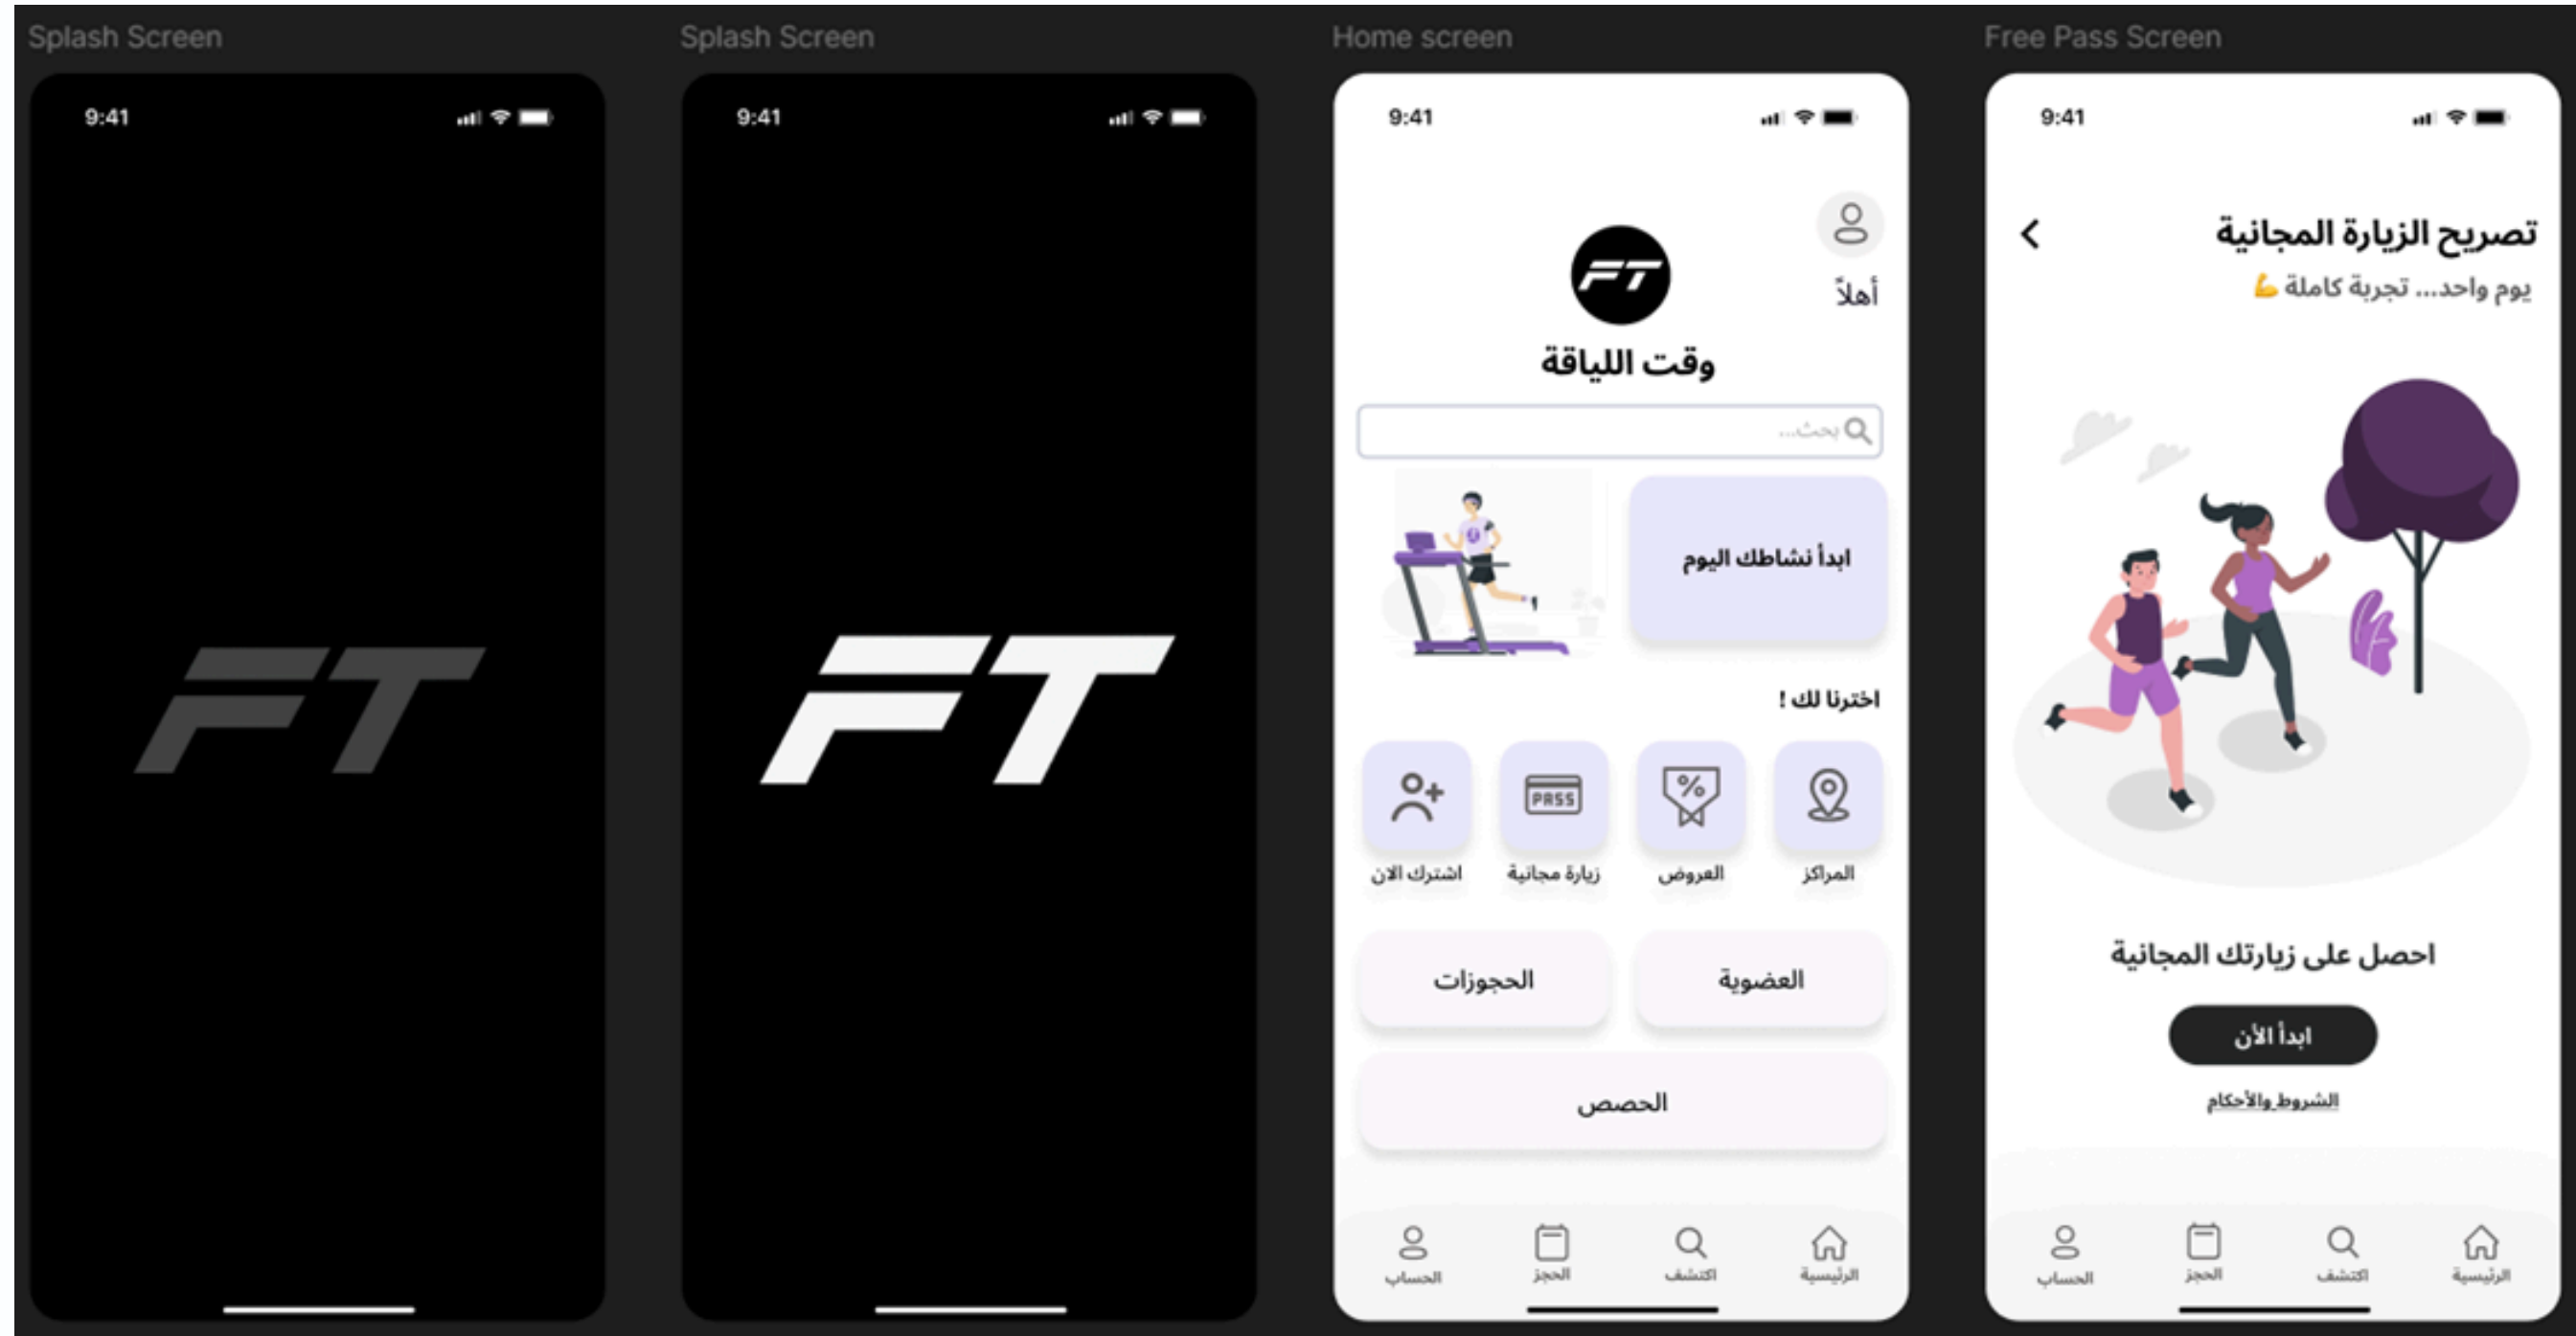 Splash Screen
9:41
FT
Splash Screen
9:41
FT
Home screen
9:41
أهلاً
FT
وقت اللياقة
بحث...
ابدأ نشاطك اليوم
اخترنا لك !
%
PASS
المراكز
العروض
زيارة مجانية
اشترك الان
العضوية
الحجوزات
الحصص
الرئيسية
اكتشف
الحجز
الحساب
Free Pass Screen
9:41
تصريح الزيارة المجانية
يوم واحد... تجربة كاملة 💪
احصل على زيارتك المجانية
ابدأ الأن
الشروط والأحكام
الرئيسية
اكتشف
الحجز
الحساب